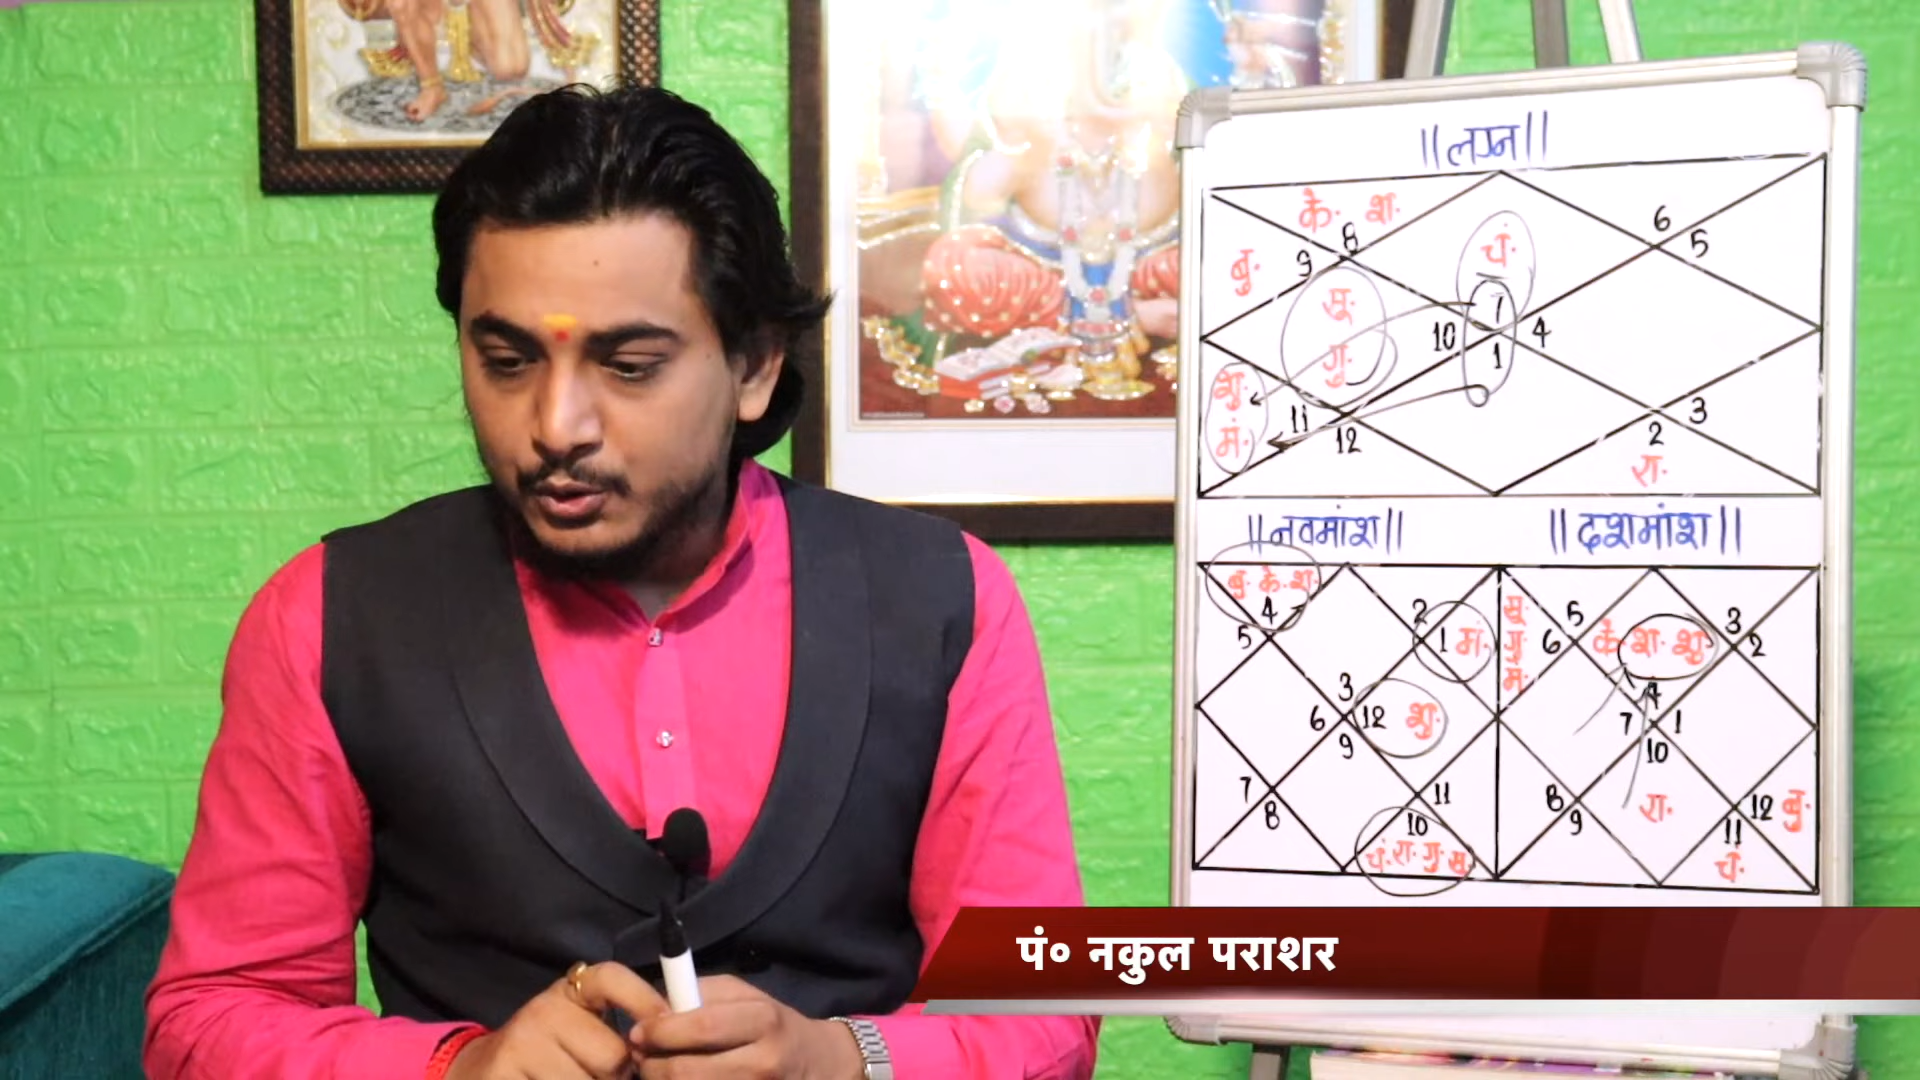 ||लग्न||
के॰ श॰
बु॰ 9 8
चं॰
6 5
सू॰
गु॰
7
10 4
1
शु॰
मं॰
11 12
3
2
रा॰
||नवमांश|| ||दशमांश||
बु॰ के॰ श॰
4
5
2
1 मं॰
3
6 12 शु॰
9
7
8
11
10
चं॰ रा॰ गु॰ सू॰
सू॰
गु॰
मं॰
5
6
के॰ श॰ शु॰
3
2
4
7 1
10
8
9
रा॰
12 बु॰
11
चं॰
पं० नकुल पराशर